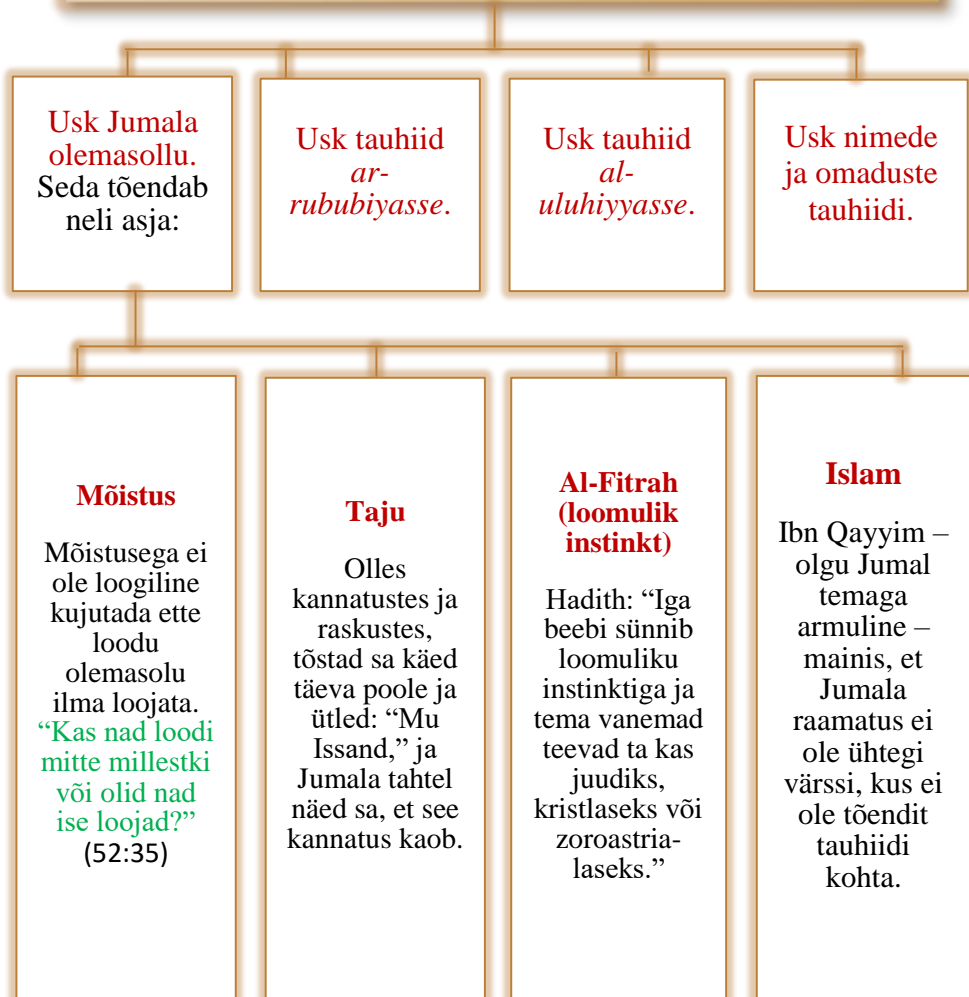 Usk Jumala
olemasollu.
Seda tõendab
neli asja:
Usk tauhiid
ar-
rububiyasse.
Usk tauhiid
al-
uluhiyyasse.
Usk nimede
ja omaduste
tauhiidi.
Mõistus
Mõistusega ei
ole loogiline
kujutada ette
loodu
olemasolu
ilma loojata.
“Kas nad loodi
mitte millestki
või olid nad
ise loojad?”
(52:35)
Taju
Olles
kannatustes ja
raskustes,
tõstad sa käed
täeva poole ja
ütled: “Mu
Issand,” ja
Jumala tahtel
näed sa, et see
kannatus kaob.
Al-Fitrah
(loomulik
instinkt)
Hadith: “Iga
beebi sünnib
loomuliku
instinktiga ja
tema vanemad
teevad ta kas
juudiks,
kristlaseks või
zoroastria-
laseks.”
Islam
Ibn Qayyim –
olgu Jumal
temaga
armuline –
mainis, et
Jumala
raamatus ei
ole ühtegi
värssi, kus ei
ole tõendit
tauhiidi
kohta.